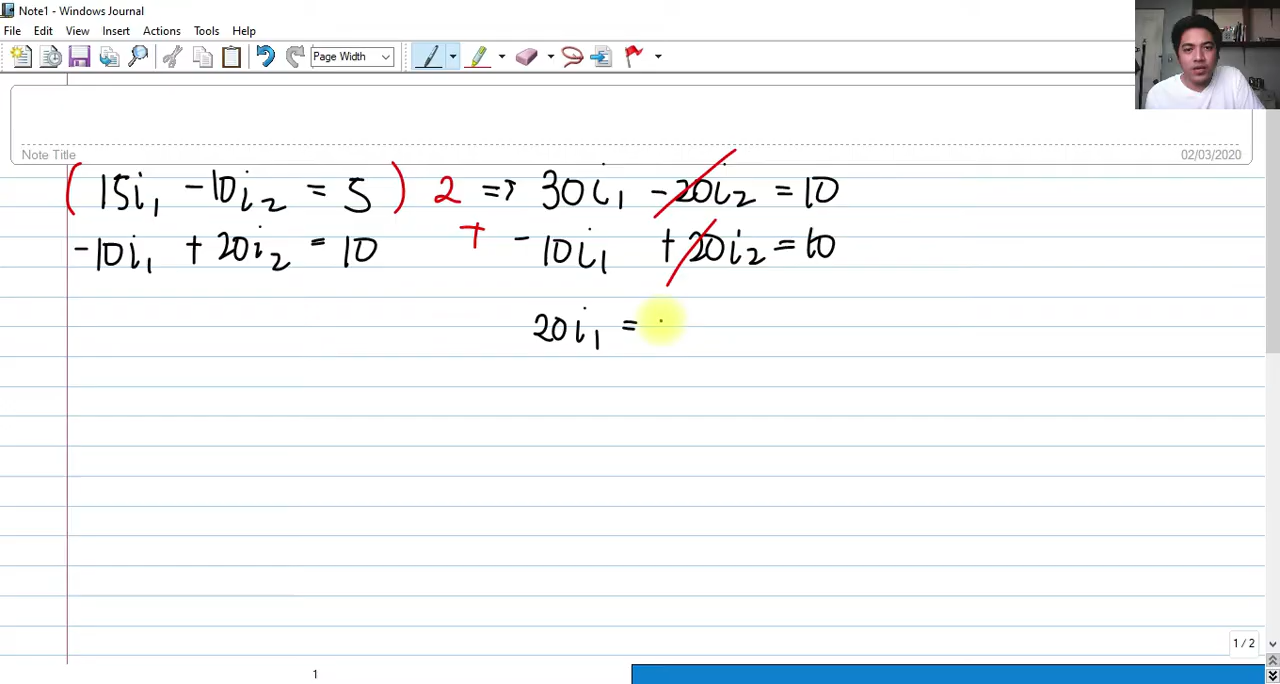 Note1 - Windows Journal
File Edit View Insert Actions Tools Help
Page Width
Note Title
02/03/2020
( 15i₁ - 10i₂ = 5 ) 2 => 30i₁ - 20i₂ = 10
-10i₁ + 20i₂ = 10 + -10i₁ + 20i₂ = 10
20i₁ =
1 / 2
1